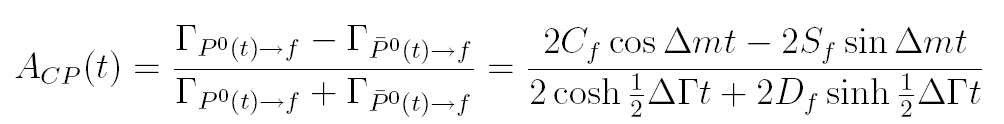 $A_{CP}(t) = \frac{\Gamma_{P^0(t)\to f} - \Gamma_{\bar{P}^0(t)\to f}}{\Gamma_{P^0(t)\to f} + \Gamma_{\bar{P}^0(t)\to f}} = \frac{2C_f \cos \Delta mt - 2S_f \sin \Delta mt}{2 \cosh \frac{1}{2}\Delta\Gamma t + 2D_f \sinh \frac{1}{2}\Delta\Gamma t}$